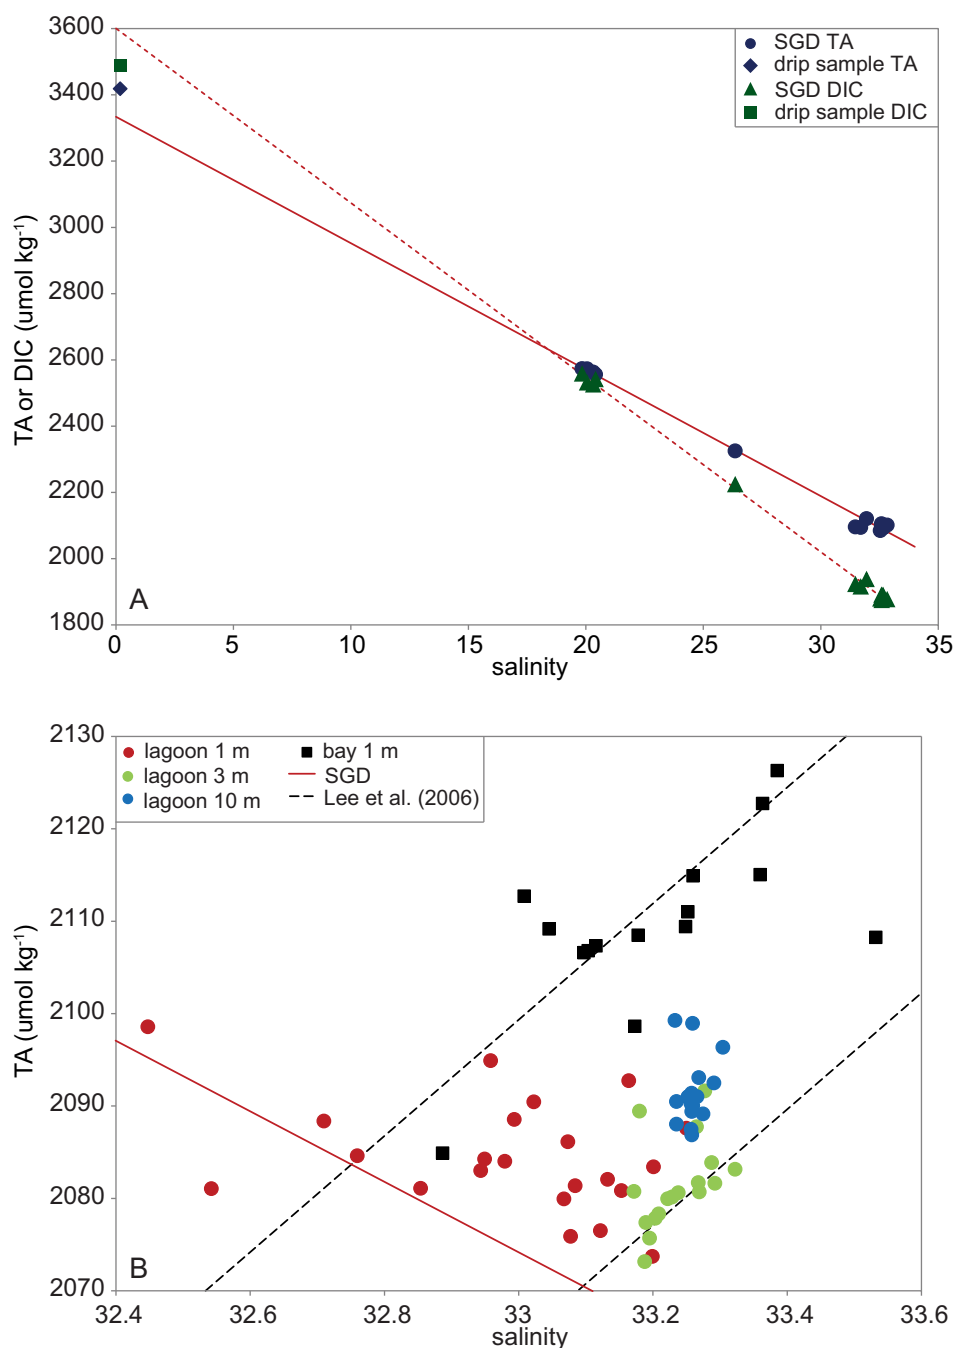 3600
3400
3200
3000
2800
2600
2400
2200
2000
1800
TA or DIC (umol kg⁻¹)
SGD TA
drip sample TA
SGD DIC
drip sample DIC
A
0 5 10 15 20 25 30 35
salinity
2130
2120
2110
2100
2090
2080
2070
TA (umol kg⁻¹)
lagoon 1 m bay 1 m
lagoon 3 m SGD
lagoon 10 m Lee et al. (2006)
B
32.4 32.6 32.8 33 33.2 33.4 33.6
salinity